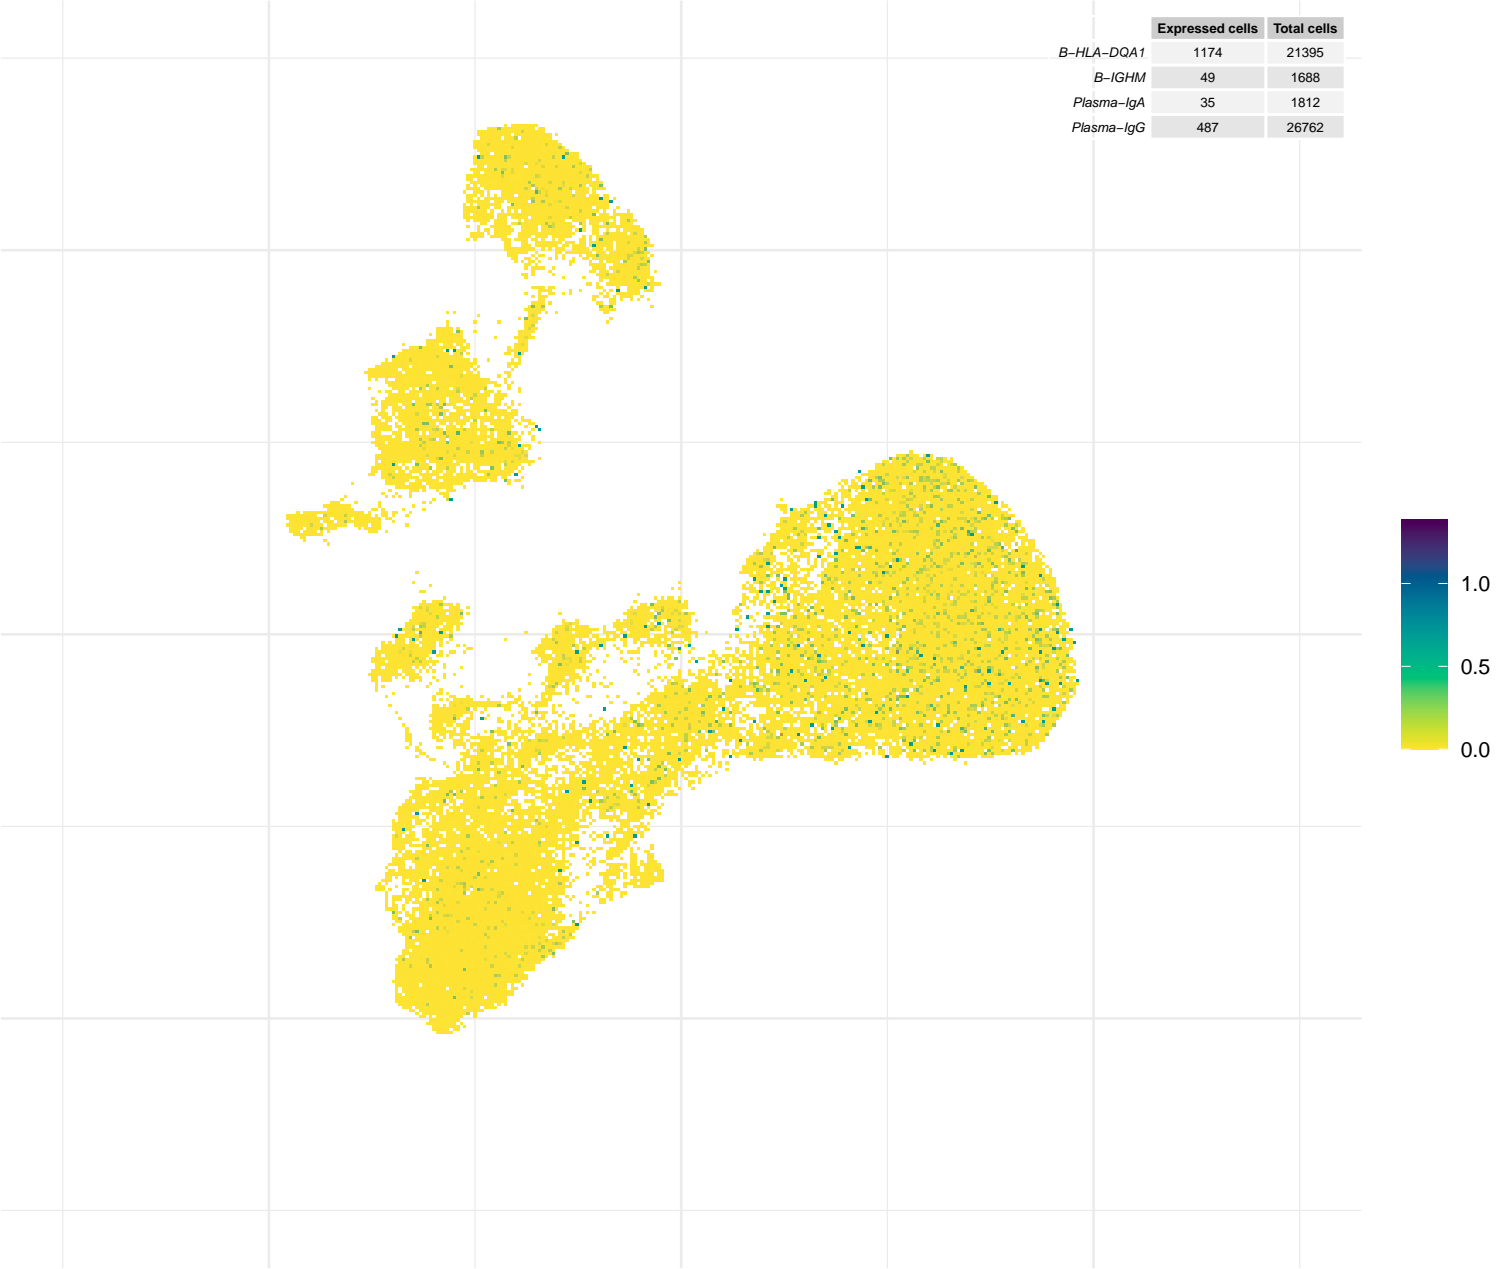 Expressed cells Total cells
B−HLA−DQA1 1174 21395
B−IGHM 49 1688
Plasma−IgA 35 1812
Plasma−IgG 487 26762
1.0
0.5
0.0